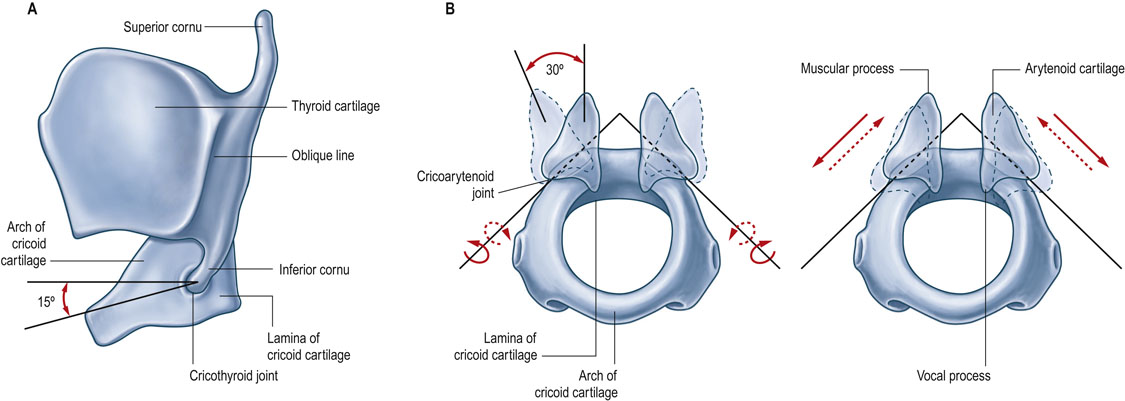 A
Superior cornu
Thyroid cartilage
Oblique line
Arch of
cricoid
cartilage
Inferior cornu
15º
Lamina of
cricoid cartilage
Cricothyroid joint
B
30º
Cricoarytenoid
joint
Lamina of
cricoid cartilage
Arch of
cricoid cartilage
Muscular process
Arytenoid cartilage
Vocal process